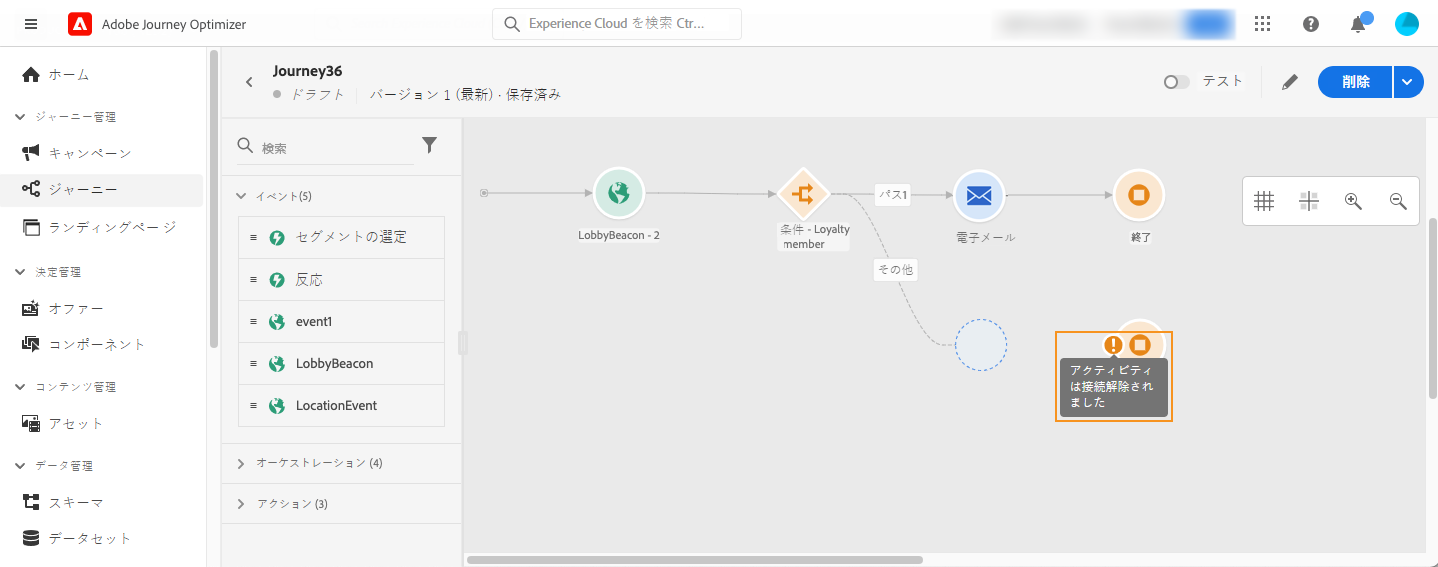 Adobe Journey Optimizer
Experience Cloud を検索 Ctr...
ホーム
ジャーニー管理
キャンペーン
ジャーニー
ランディングページ
決定管理
オファー
コンポーネント
コンテンツ管理
アセット
データ管理
スキーマ
データセット
Journey36
ドラフト
バージョン 1 (最新) · 保存済み
テスト
削除
検索
イベント(5)
セグメントの選定
反応
event1
LobbyBeacon
LocationEvent
オーケストレーション (4)
アクション (3)
LobbyBeacon - 2
条件 - Loyalty
member
パス1
電子メール
終了
その他
アクティビティ
は接続解除され
ました